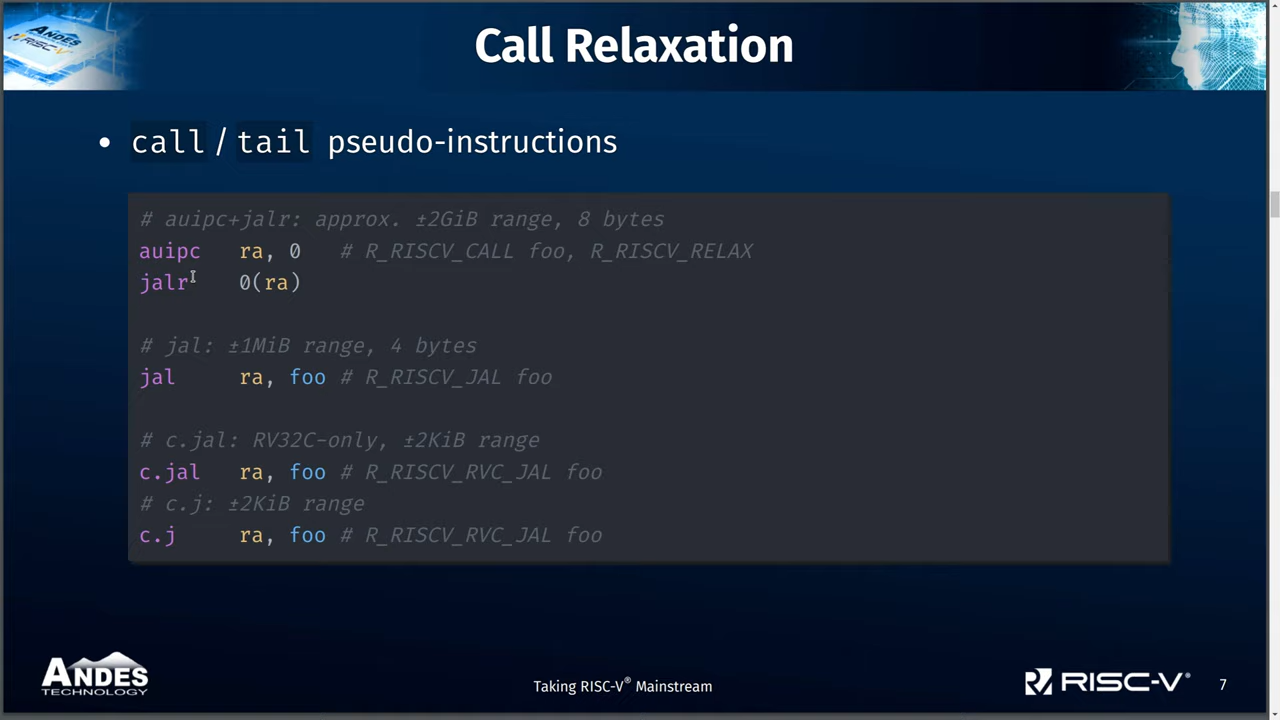 ANDES
RISC-V
Call Relaxation
• call / tail pseudo-instructions
# auipc+jalr: approx. ±2GiB range, 8 bytes
auipc ra, 0 # R_RISCV_CALL foo, R_RISCV_RELAX
jalr 0(ra)
# jal: ±1MiB range, 4 bytes
jal ra, foo # R_RISCV_JAL foo
# c.jal: RV32C-only, ±2KiB range
c.jal ra, foo # R_RISCV_RVC_JAL foo
# c.j: ±2KiB range
c.j ra, foo # R_RISCV_RVC_JAL foo
ANDES
TECHNOLOGY
Taking RISC-V® Mainstream
RISC-V®
7